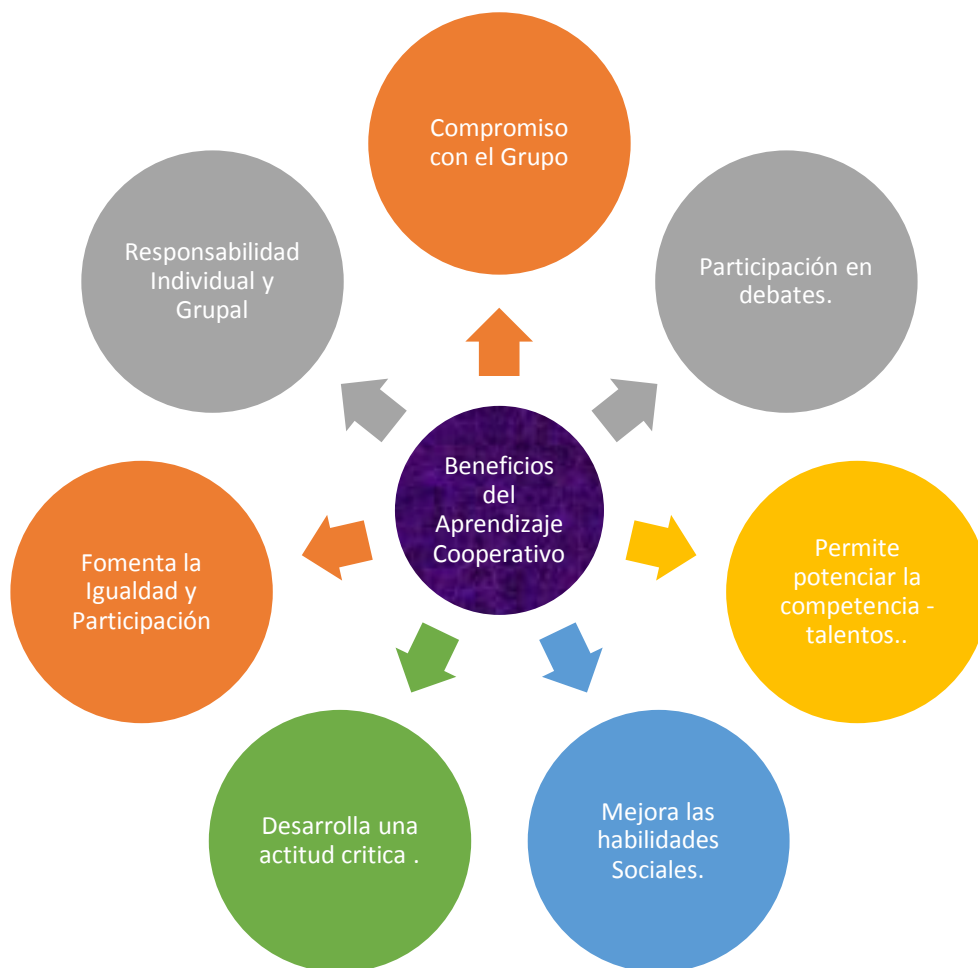 Compromiso
con el Grupo
Participación en
debates.
Permite
potenciar la
competencia -
talentos..
Mejora las
habilidades
Sociales.
Desarrolla una
actitud critica .
Fomenta la
Igualdad y
Participación
Responsabilidad
Individual y
Grupal
Beneficios
del
Aprendizaje
Cooperativo